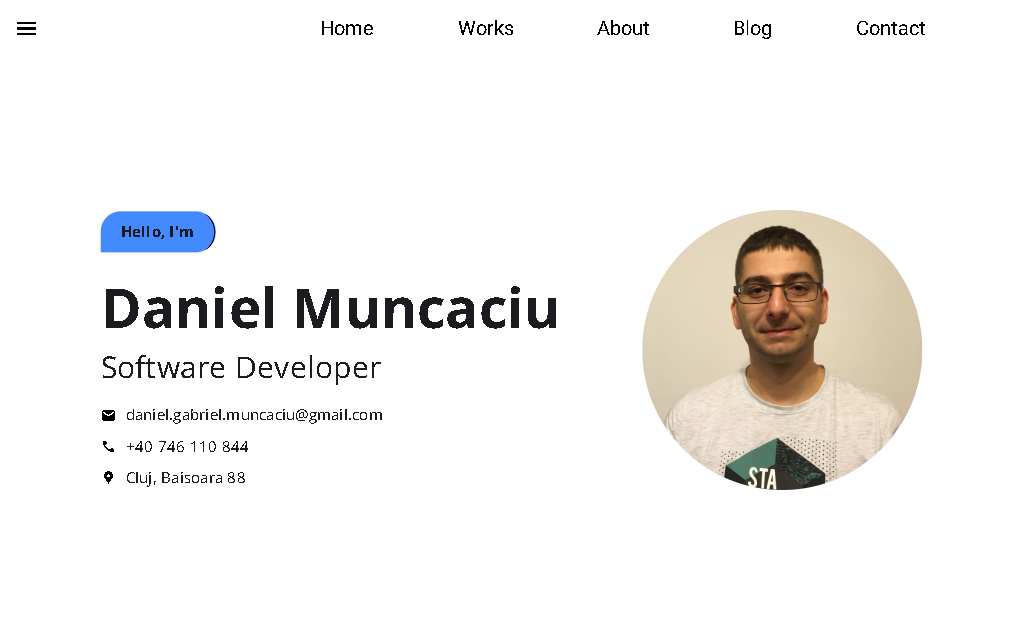 Home Works About Blog Contact
Hello, I'm
Daniel Muncaciu
Software Developer
daniel.gabriel.muncaciu@gmail.com
+40 746 110 844
Cluj, Baisoara 88
STA